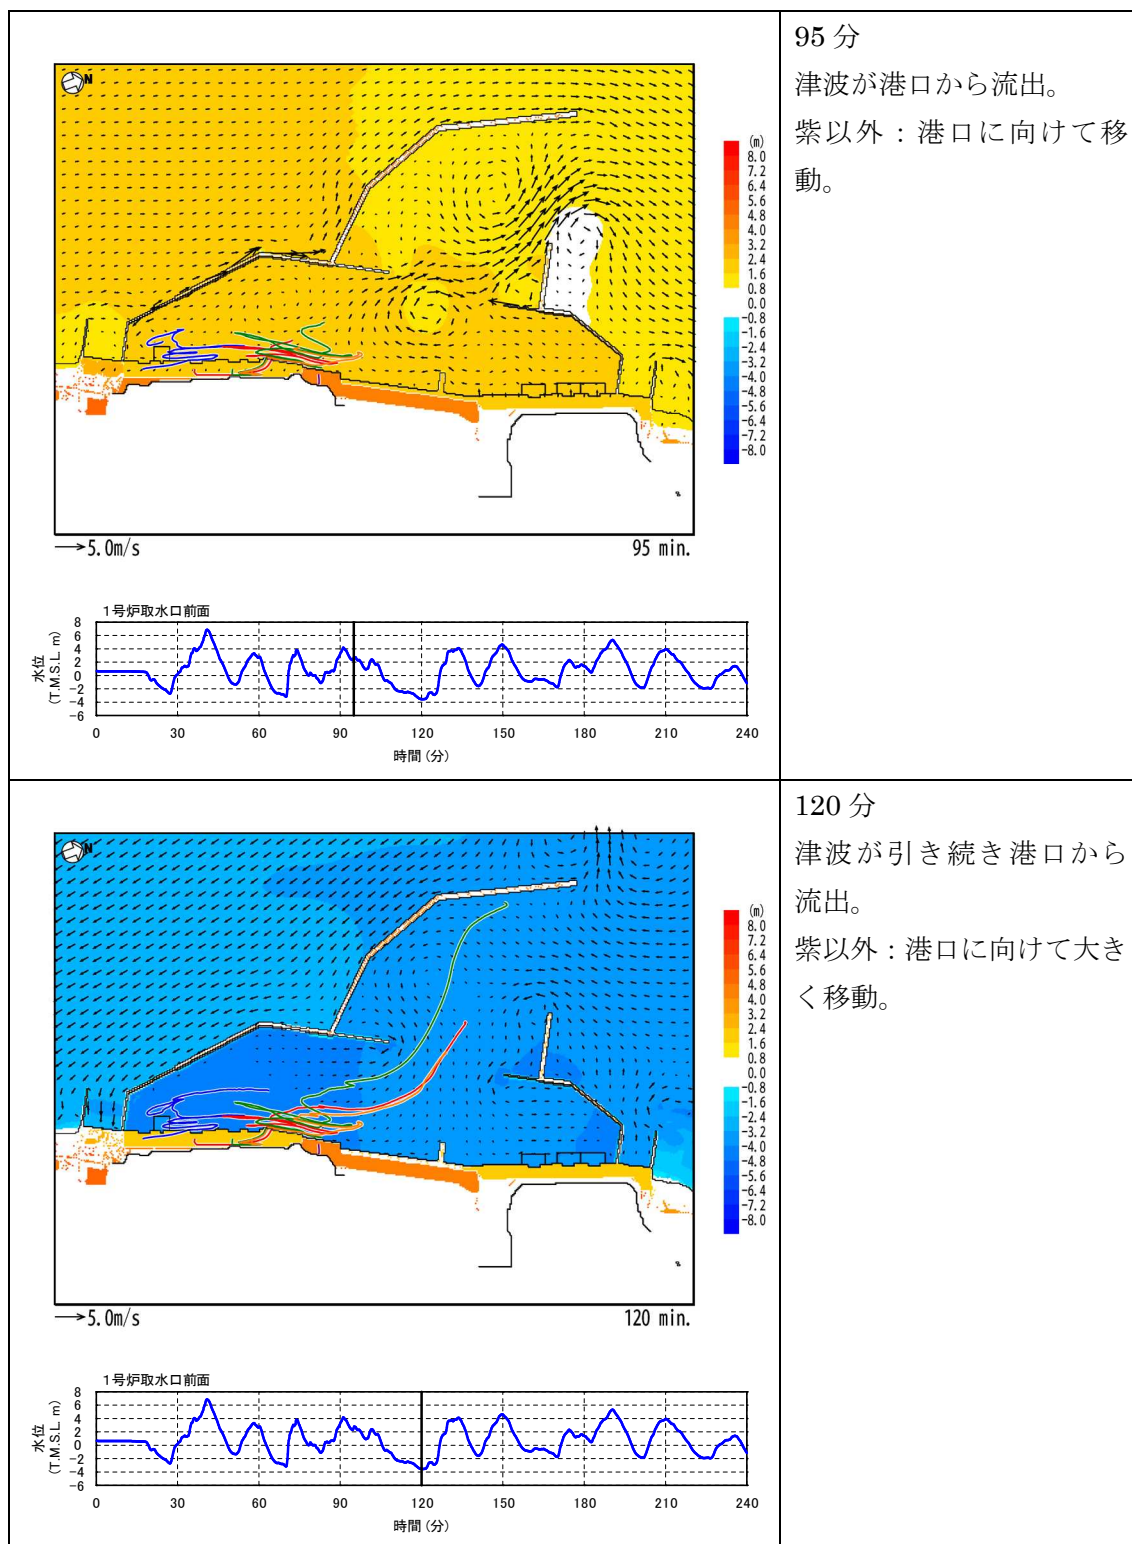 95 分
津波が港口から流出。
紫以外：港口に向けて移
動。
N
(m)
8.0
7.2
6.4
5.6
4.8
4.0
3.2
2.4
1.6
0.8
0.0
-0.8
-1.6
-2.4
-3.2
-4.0
-4.8
-5.6
-6.4
-7.2
-8.0
5.0m/s
95 min.
1号炉取水口前面
水位
(T.M.S.L. m)
8
6
4
2
0
-2
-4
-6
0 30 60 90 120 150 180 210 240
時間(分)
120 分
津波が引き続き港口から
流出。
紫以外：港口に向けて大き
く移動。
N
(m)
8.0
7.2
6.4
5.6
4.8
4.0
3.2
2.4
1.6
0.8
0.0
-0.8
-1.6
-2.4
-3.2
-4.0
-4.8
-5.6
-6.4
-7.2
-8.0
5.0m/s
120 min.
1号炉取水口前面
水位
(T.M.S.L. m)
8
6
4
2
0
-2
-4
-6
0 30 60 90 120 150 180 210 240
時間(分)